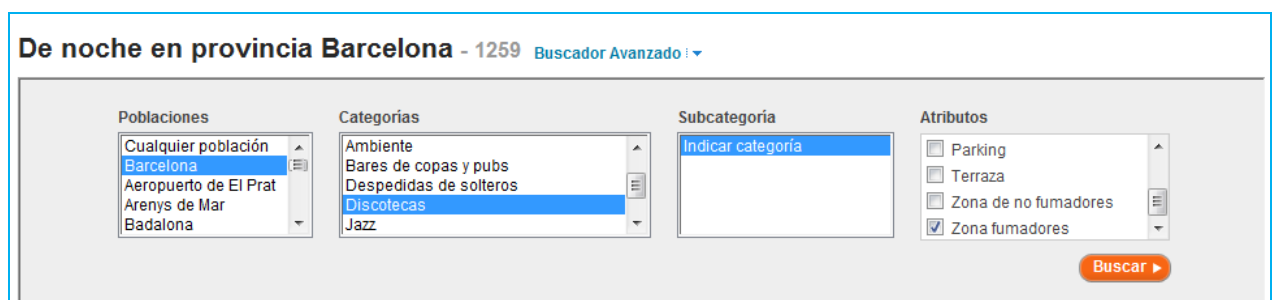 De noche en provincia Barcelona - 1259 Buscador Avanzado
Poblaciones
Cualquier población
Barcelona
Aeropuerto de El Prat
Arenys de Mar
Badalona
Categorías
Ambiente
Bares de copas y pubs
Despedidas de solteros
Discotecas
Jazz
Subcategoría
Indicar categoría
Atributos
Parking
Terraza
Zona de no fumadores
Zona fumadores
Buscar